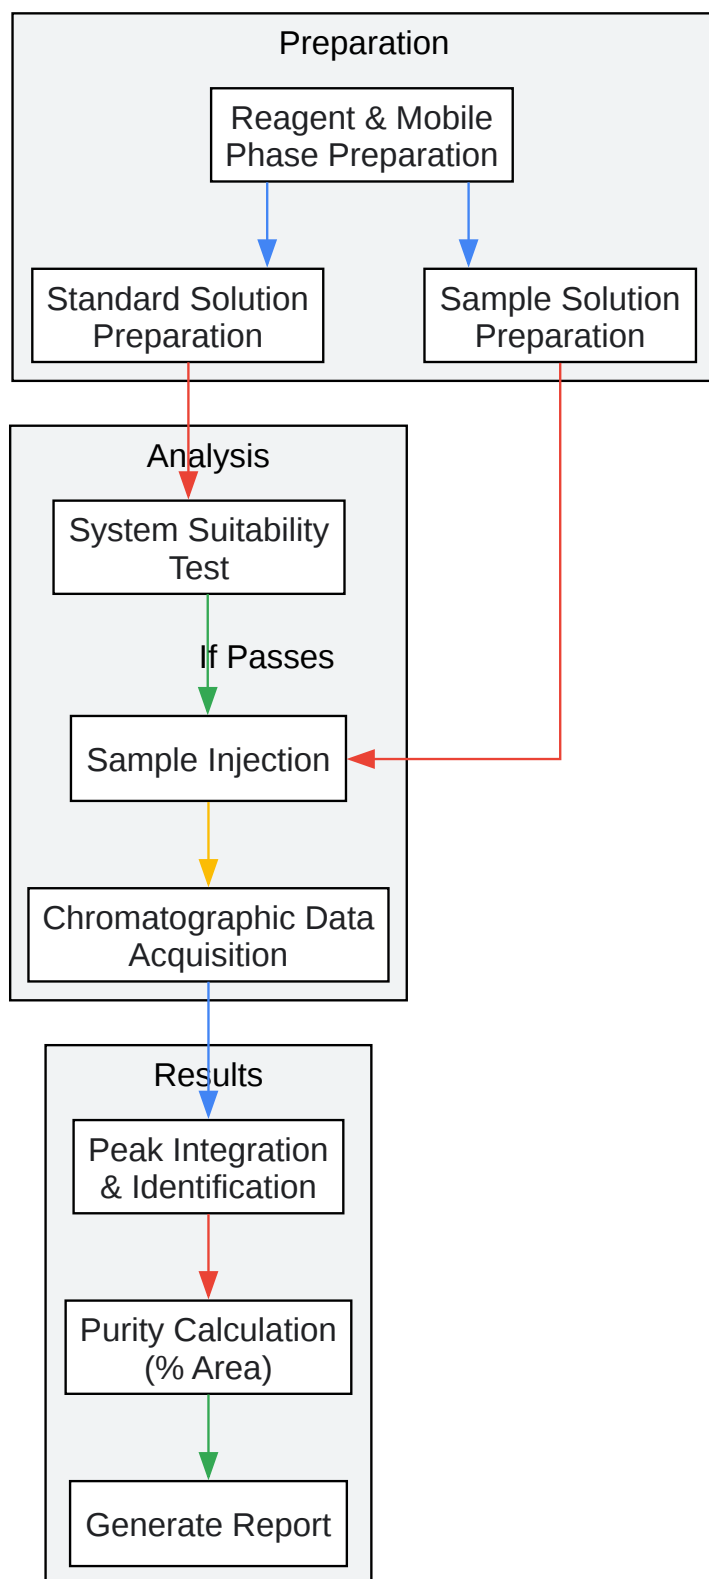 Preparation
Reagent & Mobile
Phase Preparation
Standard Solution
Preparation
Sample Solution
Preparation
Analysis
System Suitability
Test
If Passes
Sample Injection
Chromatographic Data
Acquisition
Results
Peak Integration
& Identification
Purity Calculation
(% Area)
Generate Report